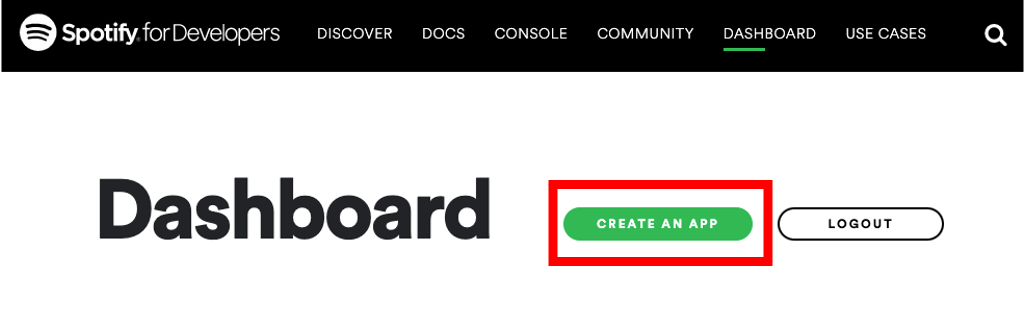 Spotify® for Developers DISCOVER DOCS CONSOLE COMMUNITY DASHBOARD USE CASES
Dashboard CREATE AN APP LOGOUT